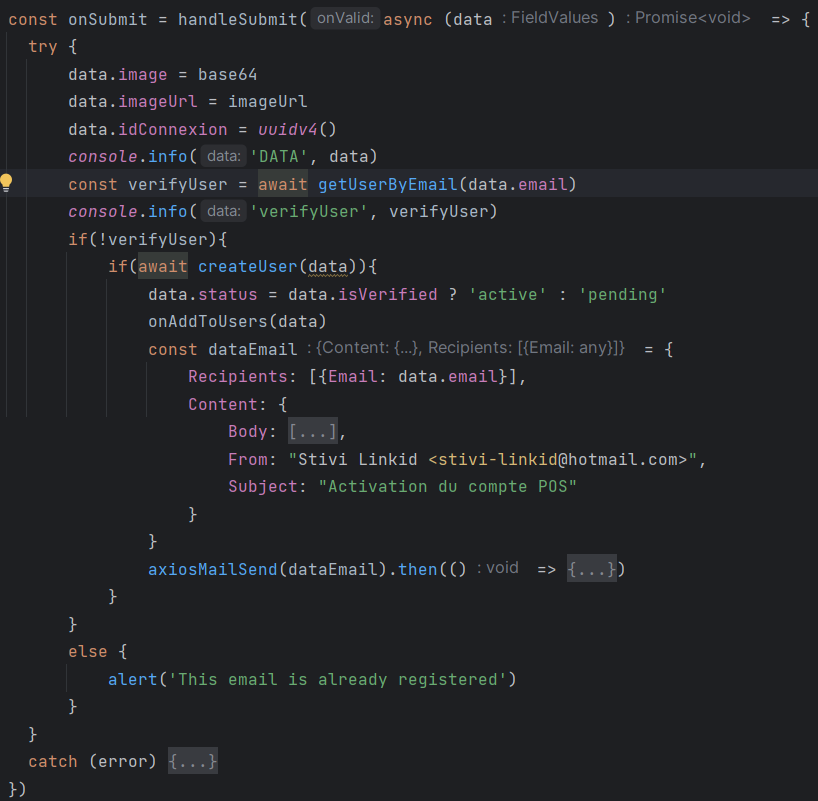 const onSubmit = handleSubmit( onValid: async (data : FieldValues ) : Promise<void> => {
  try {
      data.image = base64
      data.imageUrl = imageUrl
      data.idConnexion = uuidv4()
      console.info( data: 'DATA', data)
      const verifyUser = await getUserByEmail(data.email)
      console.info( data: 'verifyUser', verifyUser)
      if(!verifyUser){
          if(await createUser(data)){
              data.status = data.isVerified ? 'active' : 'pending'
              onAddToUsers(data)
              const dataEmail : {Content: {…}, Recipients: [{Email: any}]} = {
                  Recipients: [{Email: data.email}],
                  Content: {
                      Body: [...],
                      From: "Stivi Linkid <stivi-linkid@hotmail.com>",
                      Subject: "Activation du compte POS"
                  }
              }
              axiosMailSend(dataEmail).then(() : void => {...})
          }
      }
      else {
          alert('This email is already registered')
      }
  }
  catch (error) {...}
})